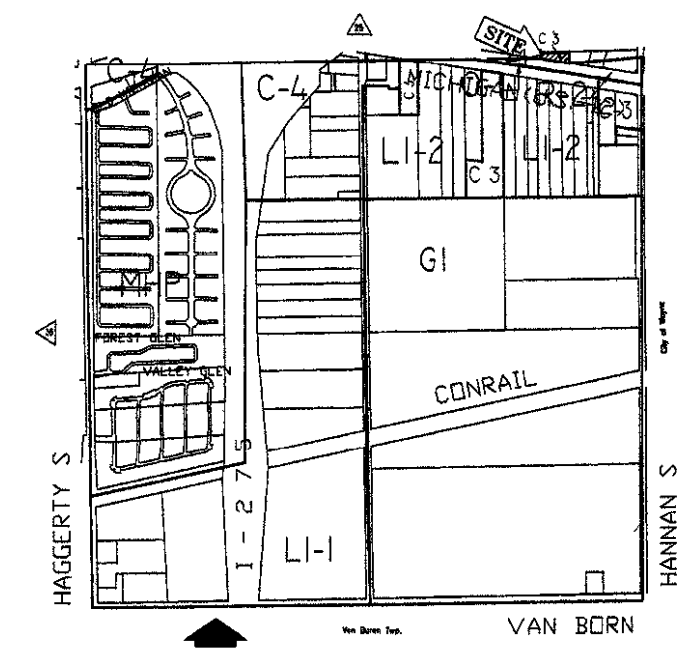 SITE
C 3
C-4
MICHIGAN
C 3
LI-2
LI-2
C 3
GI
City of Wayne
FOREST GLEN
VALLEY GLEN
CONRAIL
HAGGERTY S
I-275
LI-1
HANNAN S
Van Buren Twp.
VAN BORN